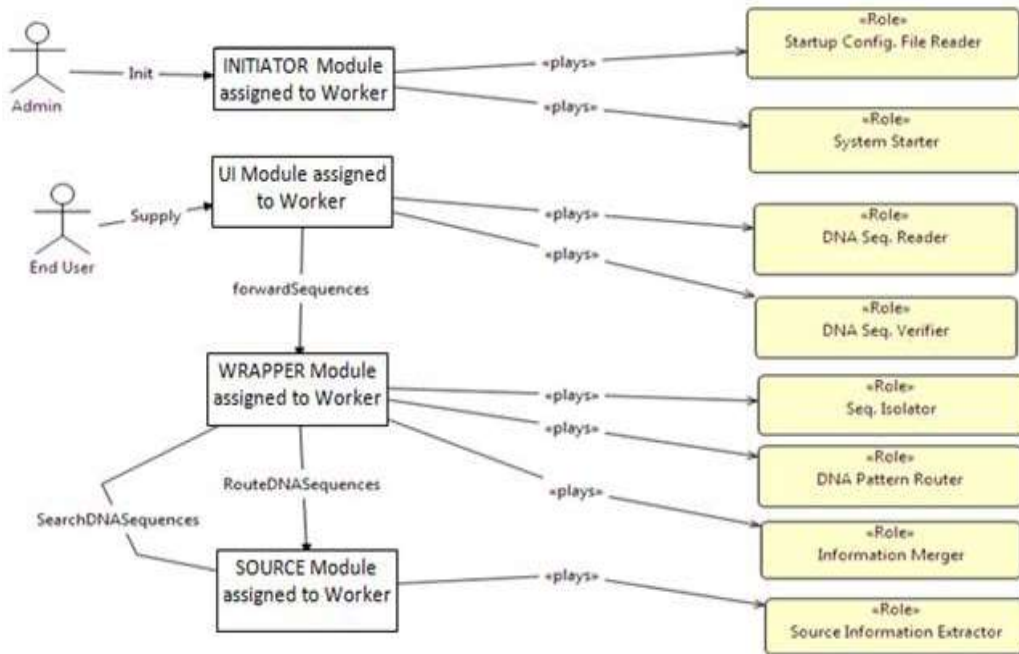 Admin
Init
INITIATOR Module
assigned to Worker
«plays»
«plays»
«Role»
Startup Config. File Reader
«Role»
System Starter
End User
Supply
UI Module assigned
to Worker
«plays»
«plays»
«Role»
DNA Seq. Reader
«Role»
DNA Seq. Verifier
forwardSequences
WRAPPER Module
assigned to Worker
«plays»
«plays»
«plays»
«Role»
Seq. Isolator
«Role»
DNA Pattern Router
«Role»
Information Merger
RouteDNASequences
SearchDNASequences
SOURCE Module
assigned to Worker
«plays»
«Role»
Source Information Extractor